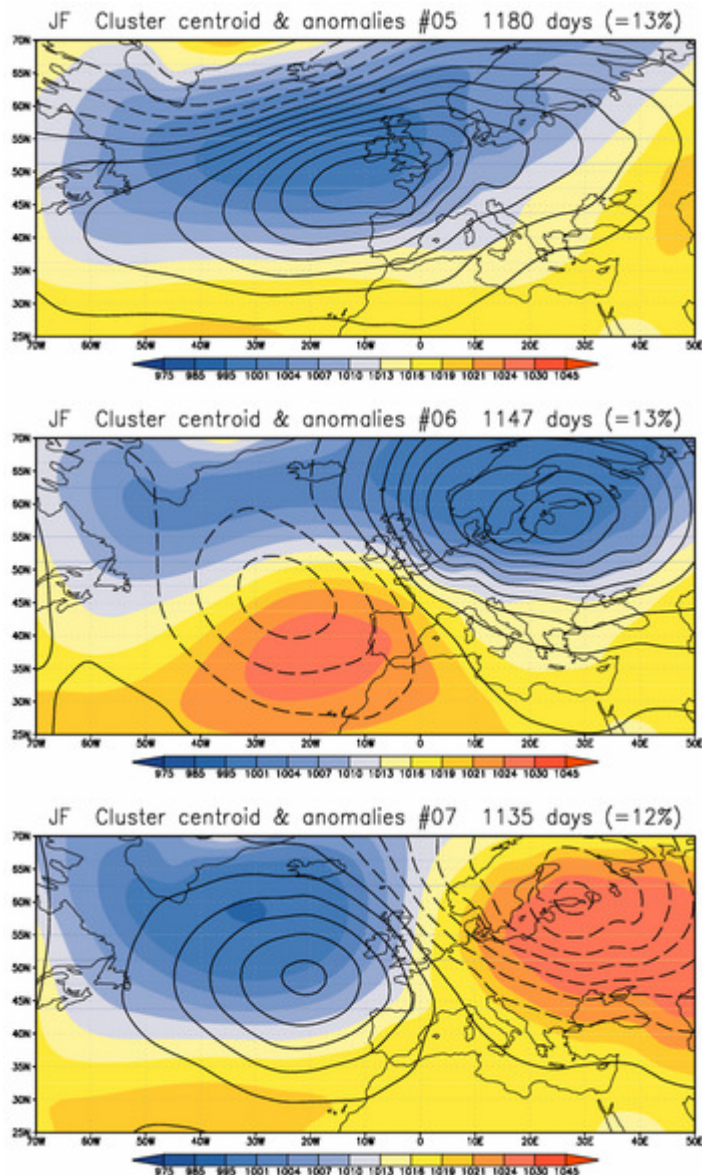 JF Cluster centroid & anomalies #05 1180 days (=13%)
70N
65N
60N
55N
50N
45N
40N
35N
30N
25N
70W 60W 50W 40W 30W 20W 10W 0 10E 20E 30E 40E 50E
975 985 995 1001 1004 1007 1010 1013 1016 1019 1021 1024 1030 1045
JF Cluster centroid & anomalies #06 1147 days (=13%)
70N
65N
60N
55N
50N
45N
40N
35N
30N
25N
70W 60W 50W 40W 30W 20W 10W 0 10E 20E 30E 40E 50E
975 985 995 1001 1004 1007 1010 1013 1016 1019 1021 1024 1030 1045
JF Cluster centroid & anomalies #07 1135 days (=12%)
70N
65N
60N
55N
50N
45N
40N
35N
30N
25N
70W 60W 50W 40W 30W 20W 10W 0 10E 20E 30E 40E 50E
975 985 995 1001 1004 1007 1010 1013 1016 1019 1021 1024 1030 1045